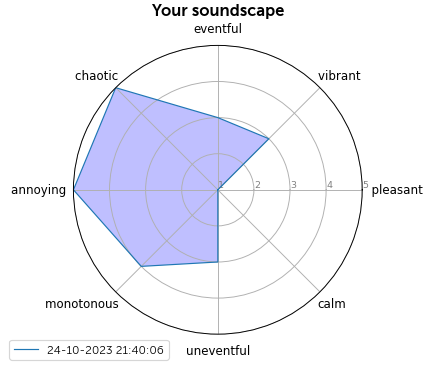 Your soundscape
eventful
chaotic
vibrant
annoying
1
2
3
4
5
pleasant
monotonous
calm
24-10-2023 21:40:06
uneventful